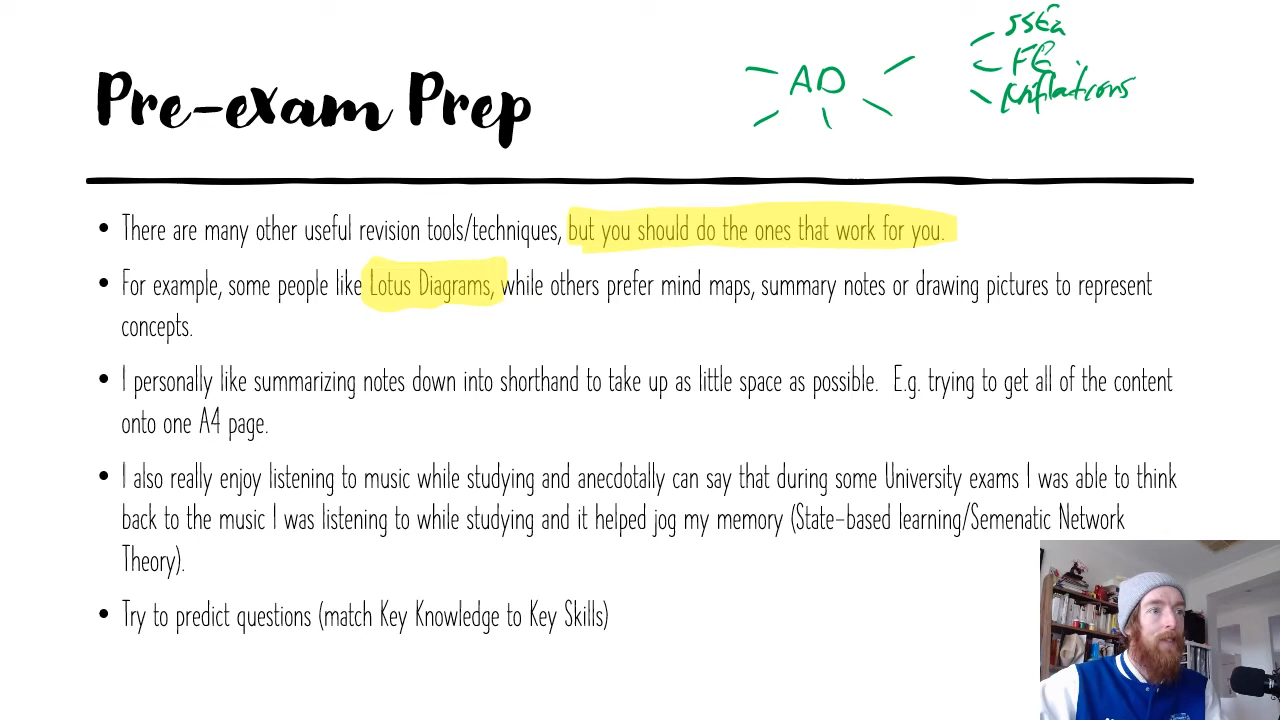 Pre-exam Prep
AD
SSEG
FE
Inflations
• There are many other useful revision tools/techniques, but you should do the ones that work for you.
• For example, some people like Lotus Diagrams, while others prefer mind maps, summary notes or drawing pictures to represent
concepts.
• I personally like summarizing notes down into shorthand to take up as little space as possible. E.g. trying to get all of the content
onto one A4 page.
• I also really enjoy listening to music while studying and anecdotally can say that during some University exams I was able to think
back to the music I was listening to while studying and it helped jog my memory (State-based learning/Semenatic Network
Theory).
• Try to predict questions (match Key Knowledge to Key Skills)